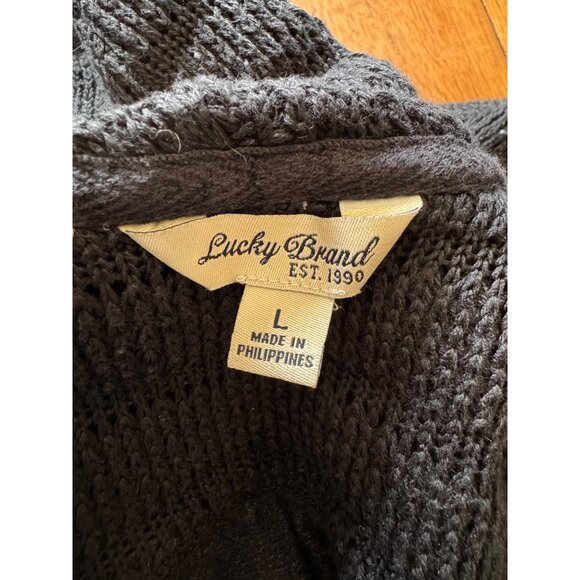 Lucky Brand
EST. 1990
L
MADE IN
PHILIPPINES